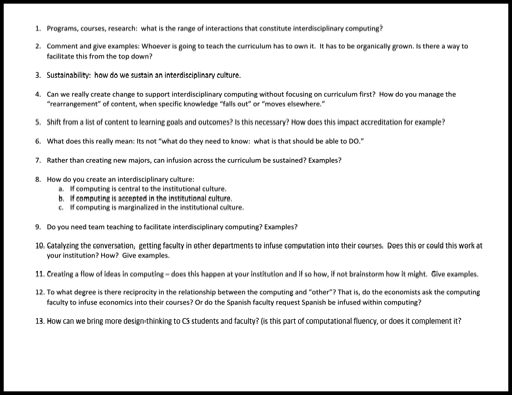 1. Programs, courses, research: what is the range of interactions that constitute interdisciplinary computing?
2. Comment and give examples: Whoever is going to teach the curriculum has to own it. It has to be organically grown. Is there a way to
facilitate this from the top down?
3. Sustainability: how do we sustain an interdisciplinary culture.
4. Can we really create change to support interdisciplinary computing without focusing on curriculum first? How do you manage the
"rearrangement" of content, when specific knowledge "falls out" or "moves elsewhere."
5. Shift from a list of content to learning goals and outcomes? Is this necessary? How does this impact accreditation for example?
6. What does this really mean: Its not "what do they need to know: what is that should be able to DO."
7. Rather than creating new majors, can infusion across the curriculum be sustained? Examples?
8. How do you create an interdisciplinary culture:
a. If computing is central to the institutional culture.
b. If computing is accepted in the institutional culture.
c. If computing is marginalized in the institutional culture.
9. Do you need team teaching to facilitate interdisciplinary computing? Examples?
10. Catalyzing the conversation, getting faculty in other departments to infuse computation into their courses. Does this or could this work at
your institution? How? Give examples.
11. Creating a flow of ideas in computing – does this happen at your institution and if so how, if not brainstorm how it might. Give examples.
12. To what degree is there reciprocity in the relationship between the computing and "other"? That is, do the economists ask the computing
faculty to infuse economics into their courses? Or do the Spanish faculty request Spanish be infused within computing?
13. How can we bring more design-thinking to CS students and faculty? (is this part of computational fluency, or does it complement it?